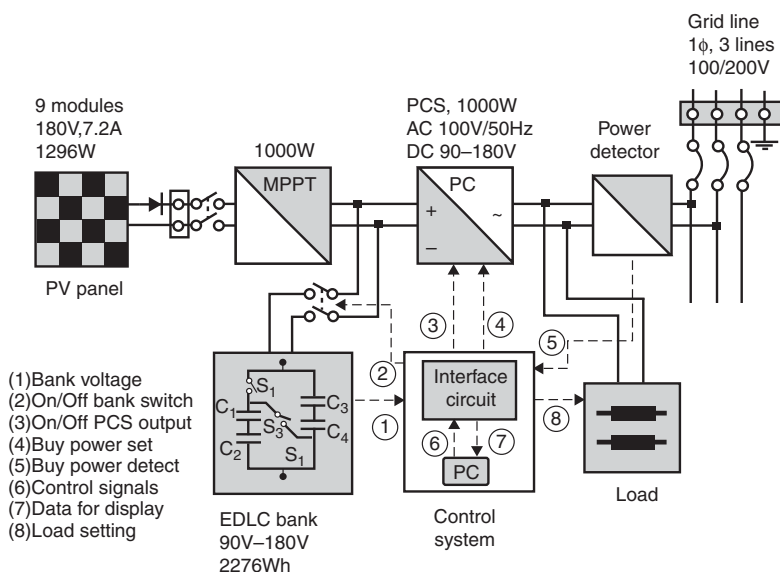 Grid line
1ϕ, 3 lines
100/200V
9 modules
180V,7.2A
1296W
1000W
PCS, 1000W
AC 100V/50Hz
DC 90–180V
Power
detector
MPPT
PC
+
–
~
PV panel
(1)Bank voltage
(2)On/Off bank switch
(3)On/Off PCS output
(4)Buy power set
(5)Buy power detect
(6)Control signals
(7)Data for display
(8)Load setting
S1
C1
C2
S3
S1
C3
C4
EDLC bank
90V–180V
2276Wh
1
2
3
4
5
Interface
circuit
6
7
PC
8
Control
system
Load